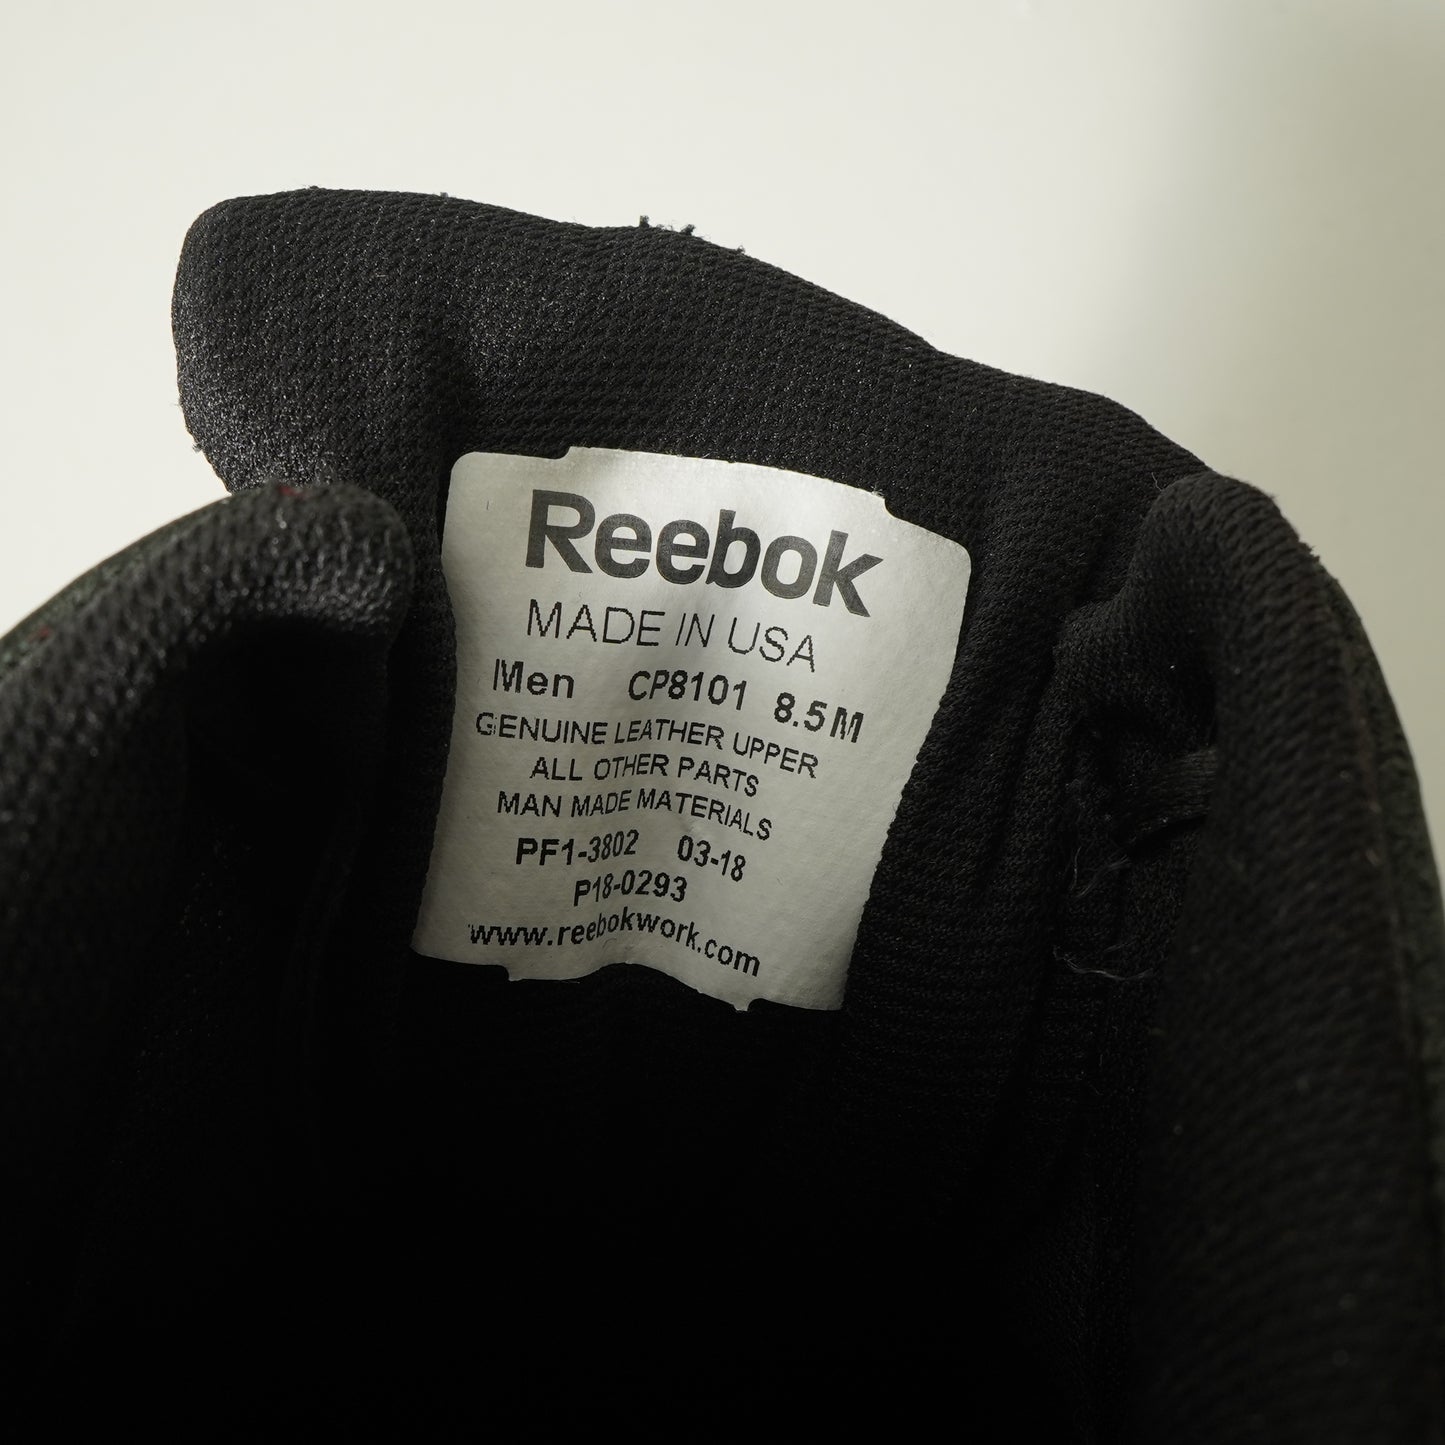 Reebok
MADE IN USA
Men CP8101 8.5M
GENUINE LEATHER UPPER
ALL OTHER PARTS
MAN MADE MATERIALS
PF1-3802 03-18
P18-0293
www.reebokwork.com